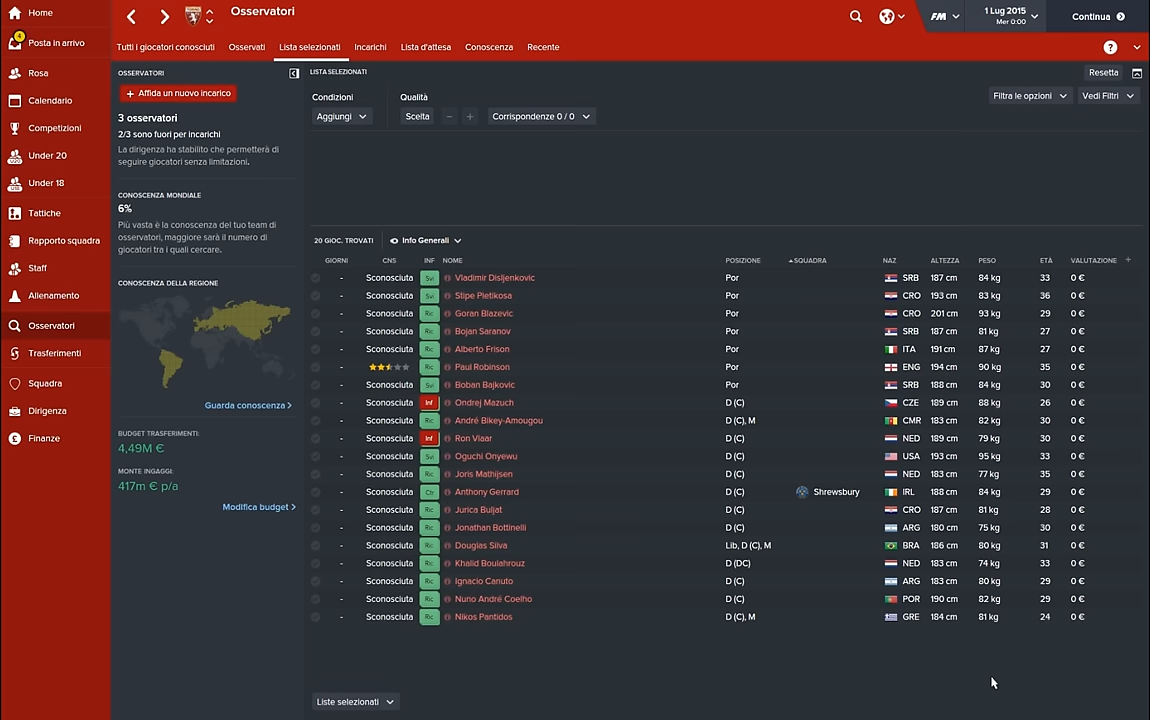 Home
4
Posta in arrivo
Rosa
Calendario
Competizioni
Under 20
Under 18
Tattiche
Rapporto squadra
Staff
Allenamento
Osservatori
Trasferimenti
Squadra
Dirigenza
Finanze
Osservatori
FM
1 Lug 2015
Mer 0:00
Continua
Tutti i giocatori conosciuti Osservati Lista selezionati Incarichi Lista d'attesa Conoscenza Recente
?
OSSERVATORI
+ Affida un nuovo incarico
3 osservatori
2/3 sono fuori per incarichi
La dirigenza ha stabilito che permetterà di
seguire giocatori senza limitazioni.
CONOSCENZA MONDIALE
6%
Più vasta è la conoscenza del tuo team di
osservatori, maggiore sarà il numero di
giocatori tra i quali cercare.
CONOSCENZA DELLA REGIONE
Guarda conoscenza >
BUDGET TRASFERIMENTI:
4,49M €
MONTE INGAGGI:
417m € p/a
Modifica budget >
LISTA SELEZIONATI
Resetta
Condizioni Qualità
Filtra le opzioni Vedi Filtri
Aggiungi Scelta − + Corrispondenze 0 / 0
20 GIOC. TROVATI Info Generali
GIORNI CNS INF NOME POSIZIONE SQUADRA NAZ ALTEZZA PESO ETÀ VALUTAZIONE +
- Sconosciuta Svi Vladimir Disljenkovic Por SRB 187 cm 84 kg 33 0 €
- Sconosciuta Svi Stipe Pletikosa Por CRO 193 cm 83 kg 36 0 €
- Sconosciuta Ric Goran Blazevic Por CRO 201 cm 93 kg 29 0 €
- Sconosciuta Ric Bojan Saranov Por SRB 187 cm 81 kg 27 0 €
- Sconosciuta Ric Alberto Frison Por ITA 191 cm 87 kg 27 0 €
- Ric Paul Robinson Por ENG 194 cm 90 kg 35 0 €
- Sconosciuta Svi Boban Bajkovic Por SRB 188 cm 84 kg 30 0 €
- Sconosciuta Inf Ondrej Mazuch D (C) CZE 189 cm 88 kg 26 0 €
- Sconosciuta Ric André Bikey-Amougou D (C), M CMR 183 cm 82 kg 30 0 €
- Sconosciuta Inf Ron Vlaar D (C) NED 189 cm 79 kg 30 0 €
- Sconosciuta Svi Oguchi Onyewu D (C) USA 193 cm 95 kg 33 0 €
- Sconosciuta Ric Joris Mathijsen D (C) NED 183 cm 77 kg 35 0 €
- Sconosciuta Ctr Anthony Gerrard D (C) Shrewsbury IRL 188 cm 84 kg 29 0 €
- Sconosciuta Ric Jurica Buljat D (C) CRO 187 cm 81 kg 28 0 €
- Sconosciuta Ric Jonathan Bottinelli D (C) ARG 180 cm 75 kg 30 0 €
- Sconosciuta Ric Douglas Silva Lib, D (C), M BRA 186 cm 80 kg 31 0 €
- Sconosciuta Ric Khalid Boulahrouz D (DC) NED 183 cm 74 kg 33 0 €
- Sconosciuta Ric Ignacio Canuto D (C) ARG 183 cm 80 kg 29 0 €
- Sconosciuta Ric Nuno André Coelho D (C) POR 190 cm 82 kg 29 0 €
- Sconosciuta Ric Nikos Pantidos D (C), M GRE 184 cm 81 kg 24 0 €
Liste selezionati